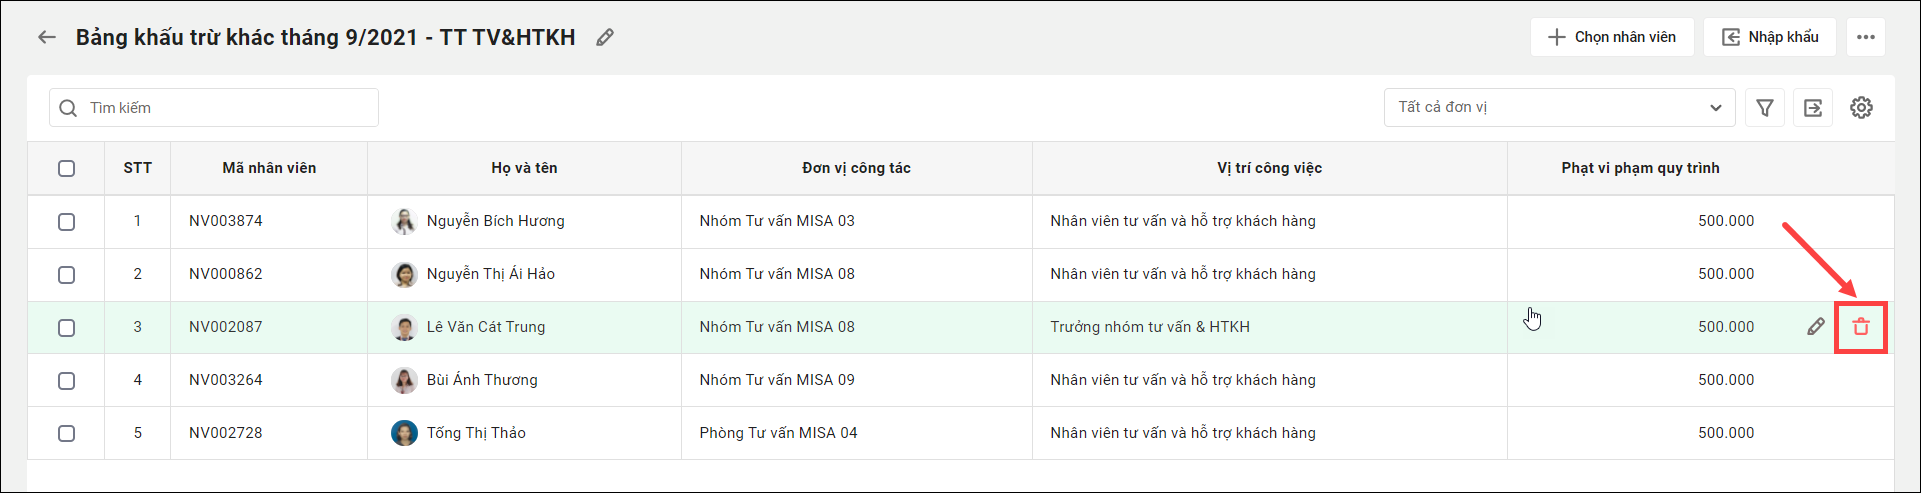 Bảng khấu trừ khác tháng 9/2021 - TT TV&HTKH
Chọn nhân viên
Nhập khẩu
Tìm kiếm
Tất cả đơn vị
STT Mã nhân viên Họ và tên Đơn vị công tác Vị trí công việc Phạt vi phạm quy trình
1 NV003874 Nguyễn Bích Hương Nhóm Tư vấn MISA 03 Nhân viên tư vấn và hỗ trợ khách hàng 500.000
2 NV000862 Nguyễn Thị Ái Hảo Nhóm Tư vấn MISA 08 Nhân viên tư vấn và hỗ trợ khách hàng 500.000
3 NV002087 Lê Văn Cát Trung Nhóm Tư vấn MISA 08 Trưởng nhóm tư vấn & HTKH 500.000
4 NV003264 Bùi Ánh Thương Nhóm Tư vấn MISA 09 Nhân viên tư vấn và hỗ trợ khách hàng 500.000
5 NV002728 Tống Thị Thảo Phòng Tư vấn MISA 04 Nhân viên tư vấn và hỗ trợ khách hàng 500.000